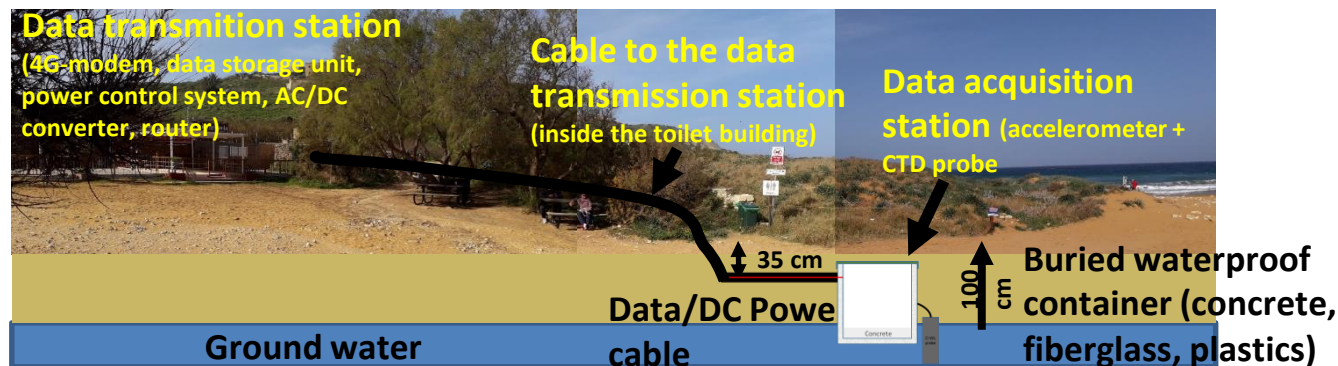 Data transmition station
(4G-modem, data storage unit,
power control system, AC/DC
converter, router)
Cable to the data
transmission station
(inside the toilet building)
Data acquisition
station (accelerometer +
CTD probe
35 cm
100
cm
Buried waterproof
container (concrete,
fiberglass, plastics)
Data/DC Powe
cable
Concrete
Ground water